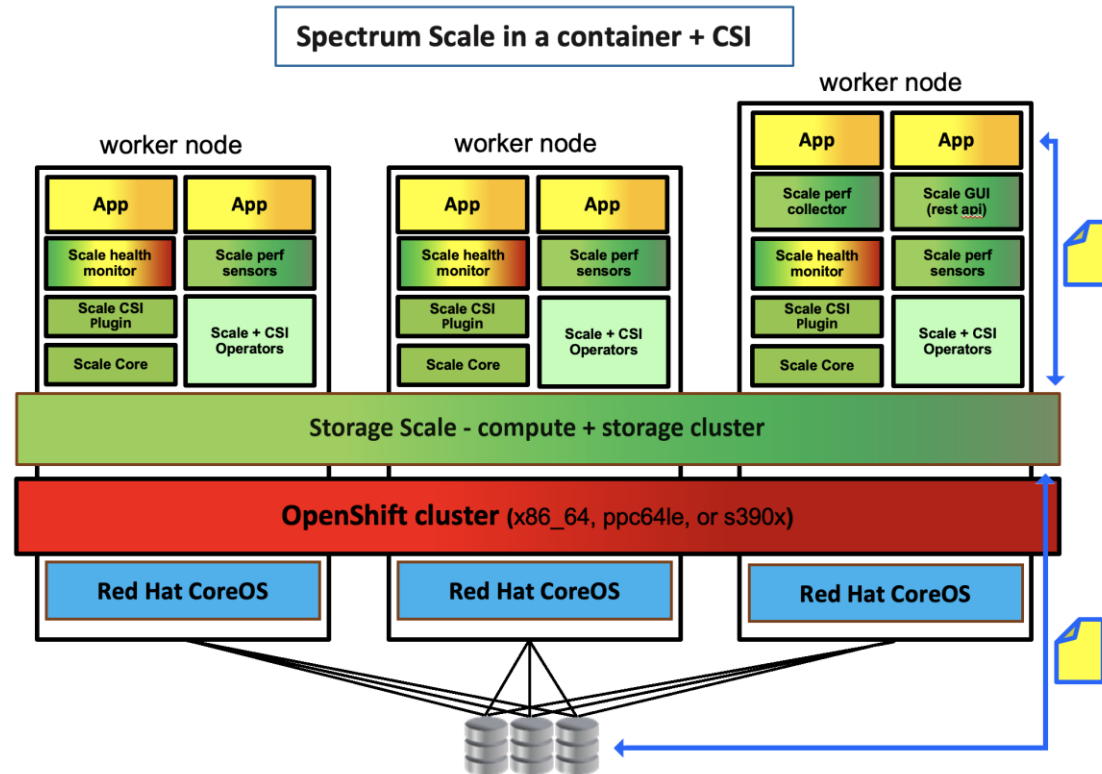 Spectrum Scale in a container + CSI
worker node
App
App
Scale health
monitor
Scale perf
sensors
Scale CSI
Plugin
Scale + CSI
Operators
Scale Core
worker node
App
App
Scale health
monitor
Scale perf
sensors
Scale CSI
Plugin
Scale + CSI
Operators
Scale Core
worker node
App
App
Scale perf
collector
Scale GUI
(rest api)
Scale health
monitor
Scale perf
sensors
Scale CSI
Plugin
Scale + CSI
Operators
Scale Core
Storage Scale - compute + storage cluster
OpenShift cluster (x86_64, ppc64le, or s390x)
Red Hat CoreOS
Red Hat CoreOS
Red Hat CoreOS